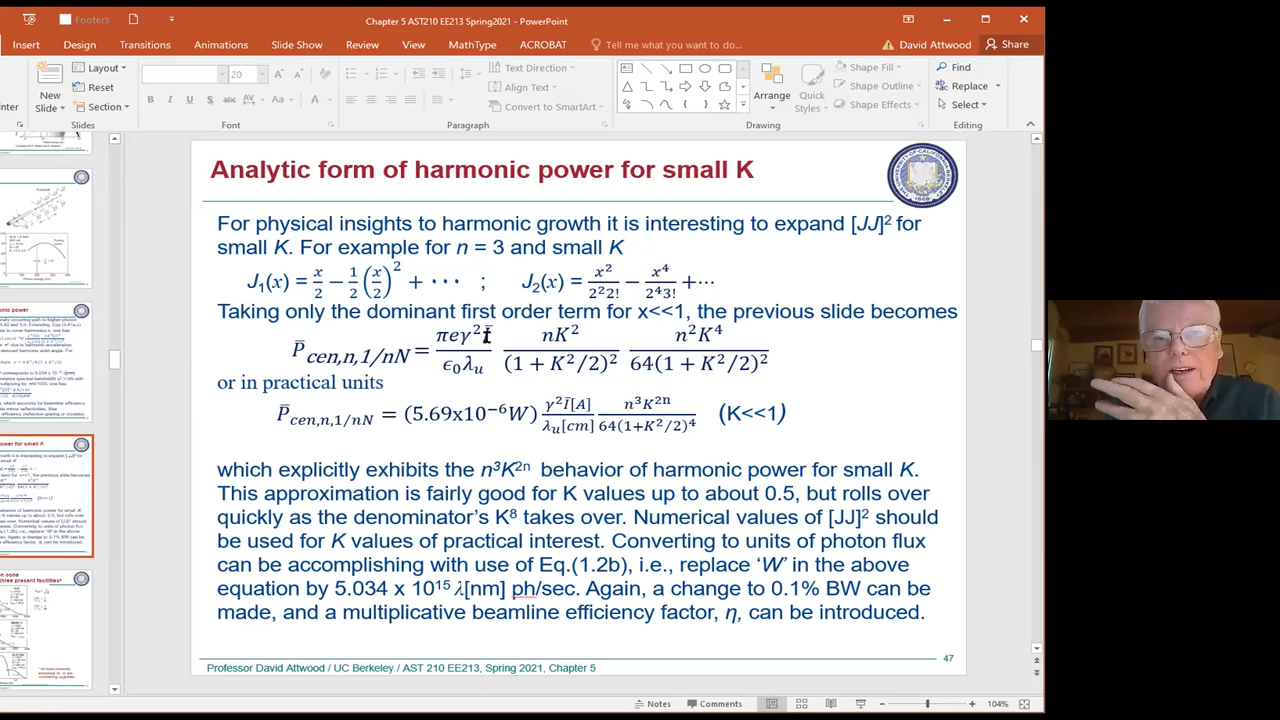 Footers
Chapter 5 AST210 EE213 Spring2021 - PowerPoint
Insert Design Transitions Animations Slide Show Review View MathType ACROBAT Tell me what you want to do... David Attwood Share
New Slide
Layout
Reset
Section
Slides
20
B I U S abc AV Aa A
Font
Text Direction
Align Text
Convert to SmartArt
Paragraph
Arrange
Quick Styles
Shape Fill
Shape Outline
Shape Effects
Drawing
Find
Replace
Select
Editing
Analytic form of harmonic power for small K
For physical insights to harmonic growth it is interesting to expand [JJ]² for
small K. For example for n = 3 and small K
J₁(x) = x/2 − 1/2 (x/2)² + ··· ; J₂(x) = x²/2²2! − x⁴/2⁴3! +···
Taking only the dominant first order term for x<<1, the previous slide becomes
P̄cen,n,1/nN = πeγ²Ī/ϵ₀λᵤ nK²/(1 + K²/2)² n²K⁴/64(1 + K²/2)²
or in practical units
P̄cen,n,1/nN = (5.69x10⁻⁶W) γ²Ī[A]/λᵤ[cm] n³K²ⁿ/64(1+K²/2)⁴ (K<<1)
which explicitly exhibits the n³K²ⁿ behavior of harmonic power for small K.
This approximation is fairly good for K values up to about 0.5, but rolls over
quickly as the denominator's K⁸ takes over. Numerical values of [JJ]² should
be used for K values of practical interest. Converting to units of photon flux
can be accomplishing with use of Eq.(1.2b), i.e., replace 'W' in the above
equation by 5.034 x 10¹⁵λ[nm] ph/sec. Again, a change to 0.1% BW can be
made, and a multiplicative beamline efficiency factor, η, can be introduced.
Professor David Attwood / UC Berkeley / AST 210 EE213, Spring 2021, Chapter 5
47
Notes Comments 104%